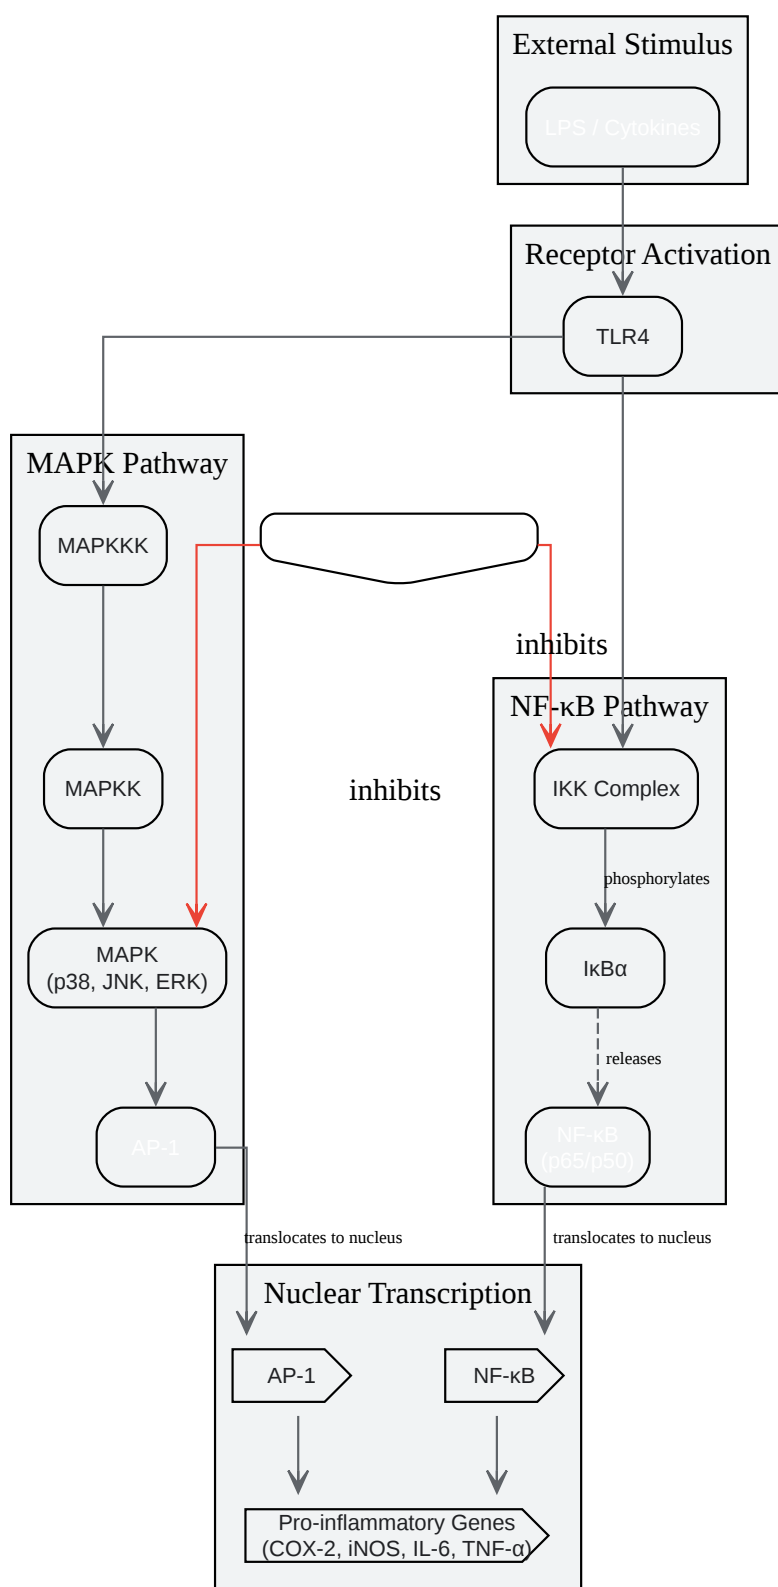 External Stimulus
LPS / Cytokines
Receptor Activation
TLR4
MAPK Pathway
MAPKKK
inhibits
NF-κB Pathway
MAPKK
inhibits
IKK Complex
phosphorylates
MAPK
(p38, JNK, ERK)
IκBα
releases
AP-1
NF-κB
(p65/p50)
translocates to nucleus
translocates to nucleus
Nuclear Transcription
AP-1
NF-κB
Pro-inflammatory Genes
(COX-2, iNOS, IL-6, TNF-α)